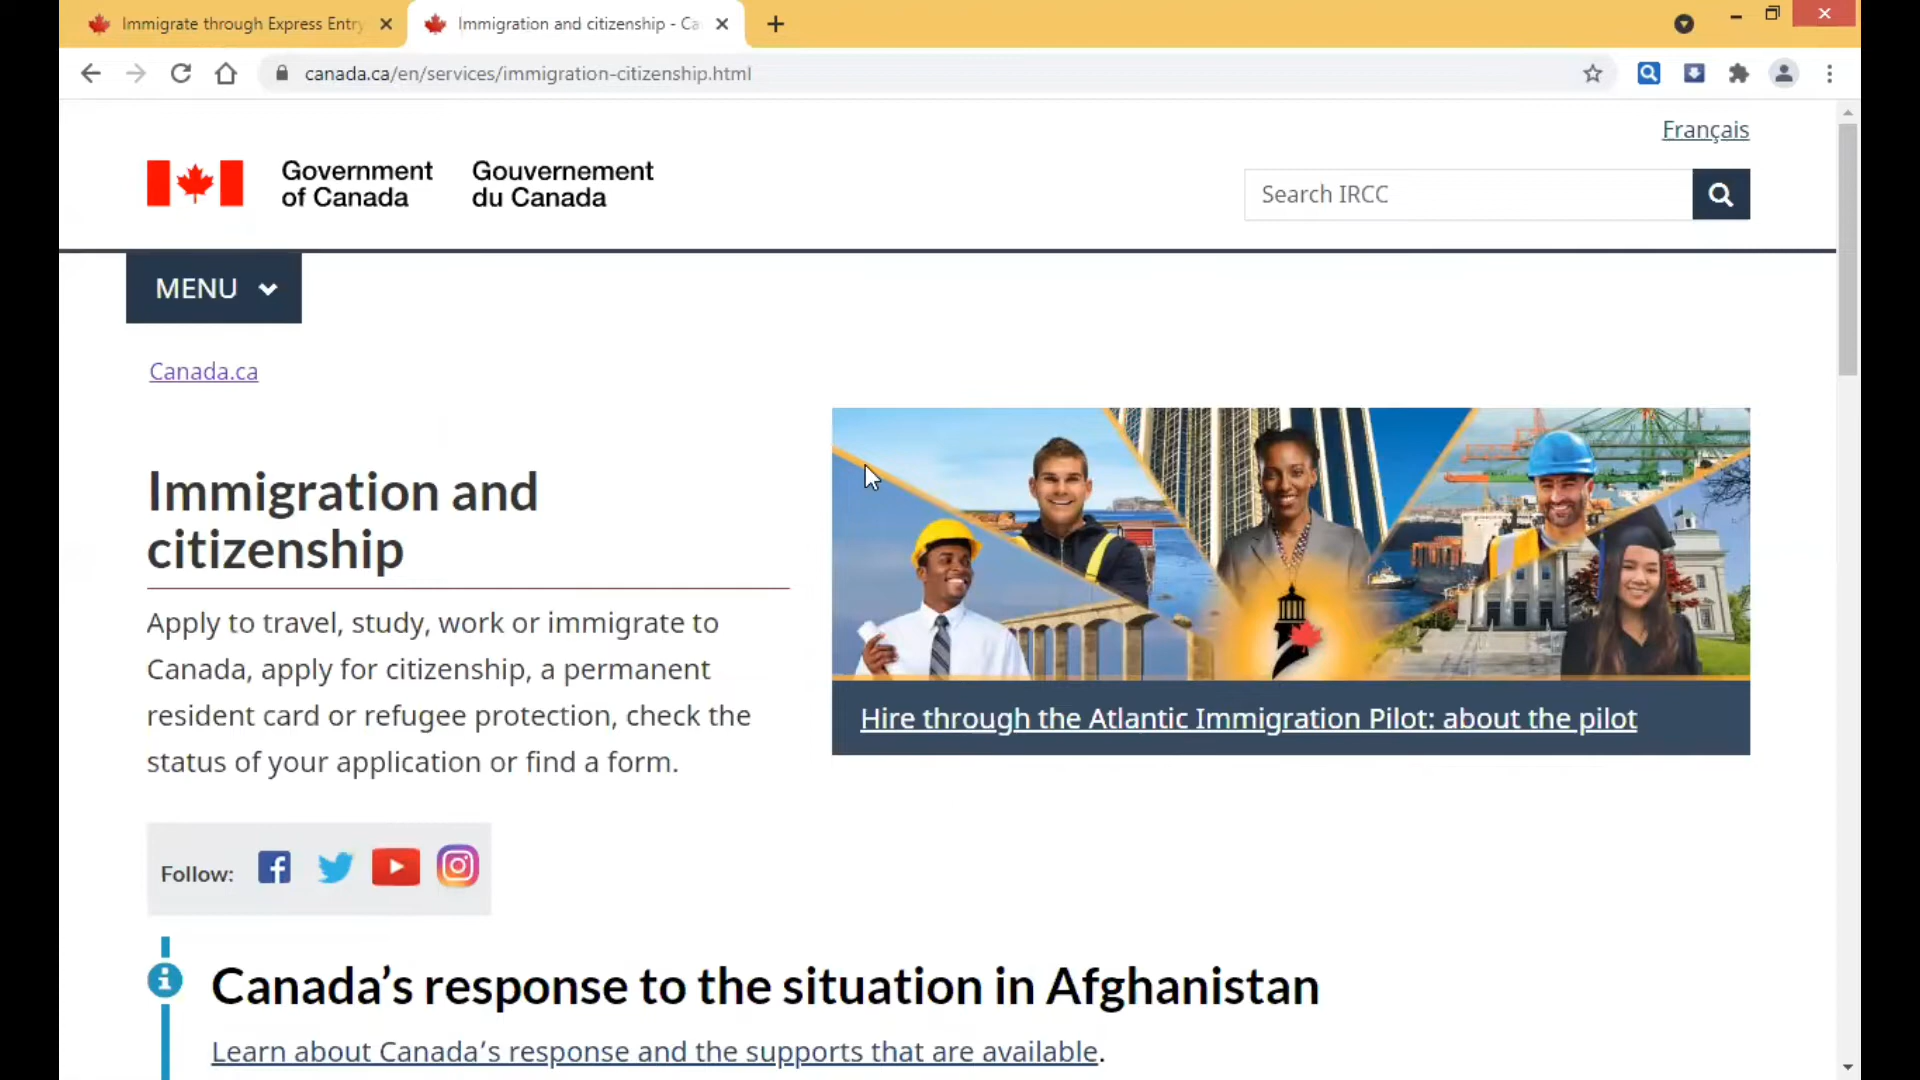 Immigrate through Express Entry
Immigration and citizenship - Ca
canada.ca/en/services/immigration-citizenship.html
Français
Government
of Canada
Gouvernement
du Canada
Search IRCC
MENU
Canada.ca
Immigration and
citizenship
Apply to travel, study, work or immigrate to
Canada, apply for citizenship, a permanent
resident card or refugee protection, check the
status of your application or find a form.
Hire through the Atlantic Immigration Pilot: about the pilot
Follow:
Canada’s response to the situation in Afghanistan
Learn about Canada’s response and the supports that are available.